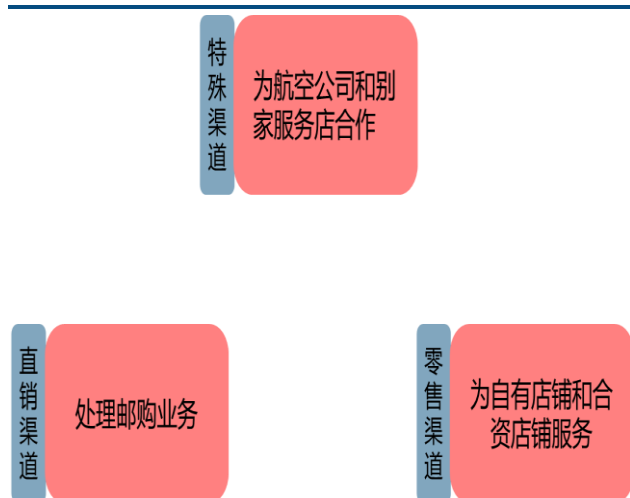 特殊渠道
为航空公司和别
家服务店合作
直销渠道
处理邮购业务
零售渠道
为自有店铺和合
资店铺服务